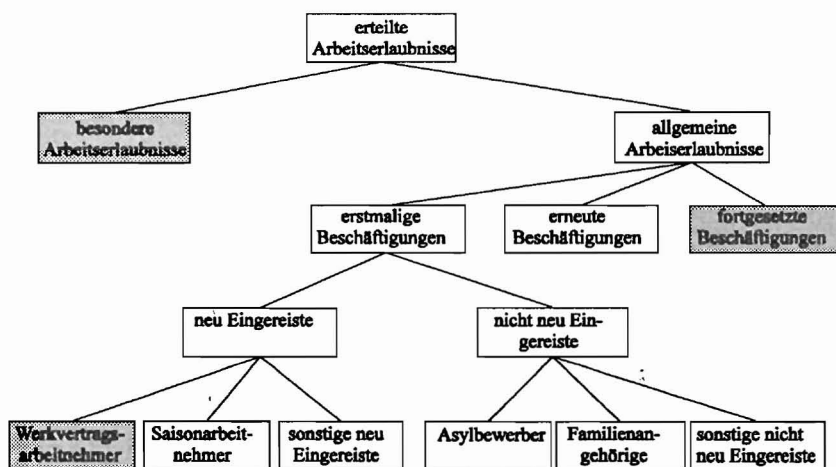 erteilte
Arbeitserlaubnisse
besondere
Arbeitserlaubnisse
allgemeine
Arbeiserlaubnisse
erstmalige
Beschäftigungen
erneute
Beschäftigungen
fortgesetzte
Beschäftigungen
neu Eingereiste
nicht neu Ein-
gereiste
Werkvertrags-
arbeitnehmer
Saisonarbeit-
nehmer
sonstige neu
Eingereiste
Asylbewerber
Familienan-
gehörige
sonstige nicht
neu Eingereiste